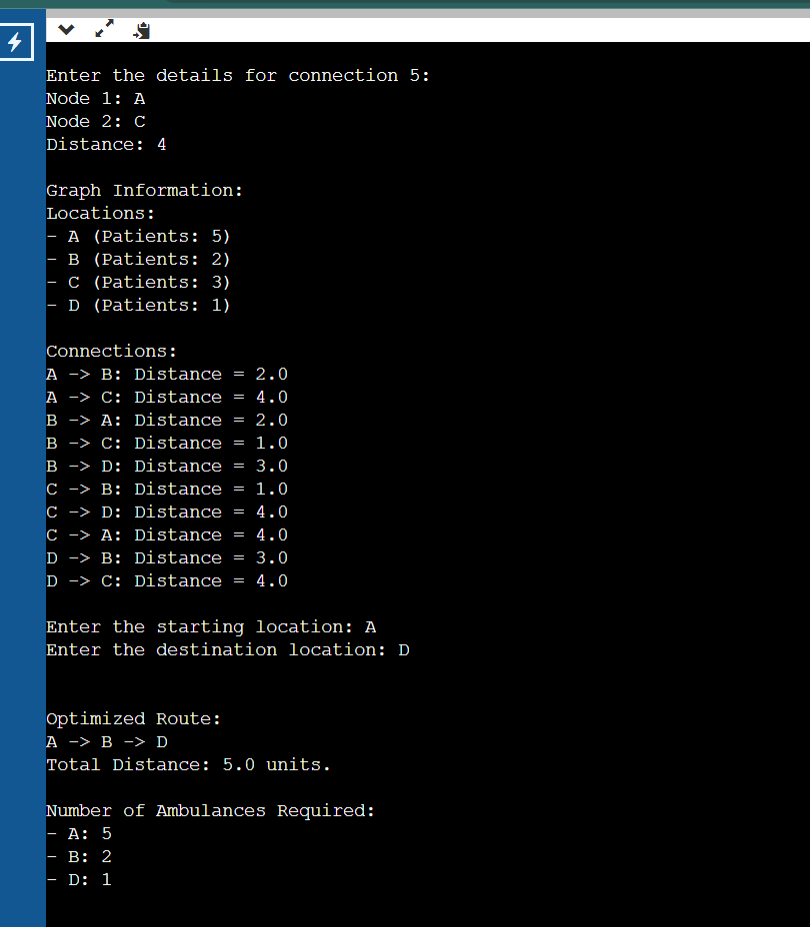 Enter the details for connection 5:
Node 1: A
Node 2: C
Distance: 4
Graph Information:
Locations:
- A (Patients: 5)
- B (Patients: 2)
- C (Patients: 3)
- D (Patients: 1)
Connections:
A -> B: Distance = 2.0
A -> C: Distance = 4.0
B -> A: Distance = 2.0
B -> C: Distance = 1.0
B -> D: Distance = 3.0
C -> B: Distance = 1.0
C -> D: Distance = 4.0
C -> A: Distance = 4.0
D -> B: Distance = 3.0
D -> C: Distance = 4.0
Enter the starting location: A
Enter the destination location: D
Optimized Route:
A -> B -> D
Total Distance: 5.0 units.
Number of Ambulances Required:
- A: 5
- B: 2
- D: 1